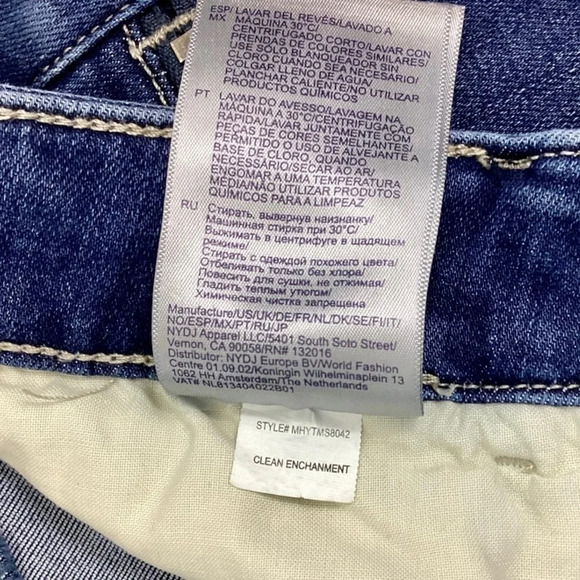 ESP/ LAVAR DEL REVÉS/LAVADO A
MX MÁQUINA 30°C/
CENTRIFUGADO CORTO/LAVAR CON
PRENDAS DE COLORES SIMILARES/
USE SÓLO BLANQUEADOR SIN
CLORO CUANDO SEA NECESARIO/
COLGAR LLENO DE AGUA/
PLANCHAR CALIENTE/NO UTILIZAR
PRODUCTOS QUÍMICOS
PT LAVAR DO AVESSO/LAVAGEM NA
MÁQUINA A 30°C/CENTRIFUGAÇÃO
RÁPIDA/LAVAR JUNTAMENTE COM
PEÇAS DE CORES SEMELHANTES/
PERMITIDO O USO DE ALVEJANTE A
BASE DE CLORO, QUANDO
NECESSÁRIO/SECAR AO AR/
ENGOMAR A UMA TEMPERATURA
MÉDIA/NÃO UTILIZAR PRODUTOS
QUÍMICOS PARA A LIMPEAZ
RU Стирать, вывернув наизнанку/
Машинная стирка при 30°C/
Выжимать в центрифуге в щадящем
режиме/
Стирать с одеждой похожего цвета/
Отбеливать только без хлора/
Повесить для сушки, не отжимая/
Гладить теплым утюгом/
Химическая чистка запрещена
Manufacture/US/UK/DE/FR/NL/DK/SE/FI/IT/
NO/ESP/MX/PT/RU/JP
NYDJ Apparel LLC/5401 South Soto Street/
Vernon, CA 90058/RN# 132016
Distributor: NYDJ Europe BV/World Fashion
Centre 01.09.02/Koningin Wilhelminaplein 13
1062 HH Amsterdam/The Netherlands
VAT# NL813404022B01
STYLE# MHYTMS8042
CLEAN ENCHANMENT